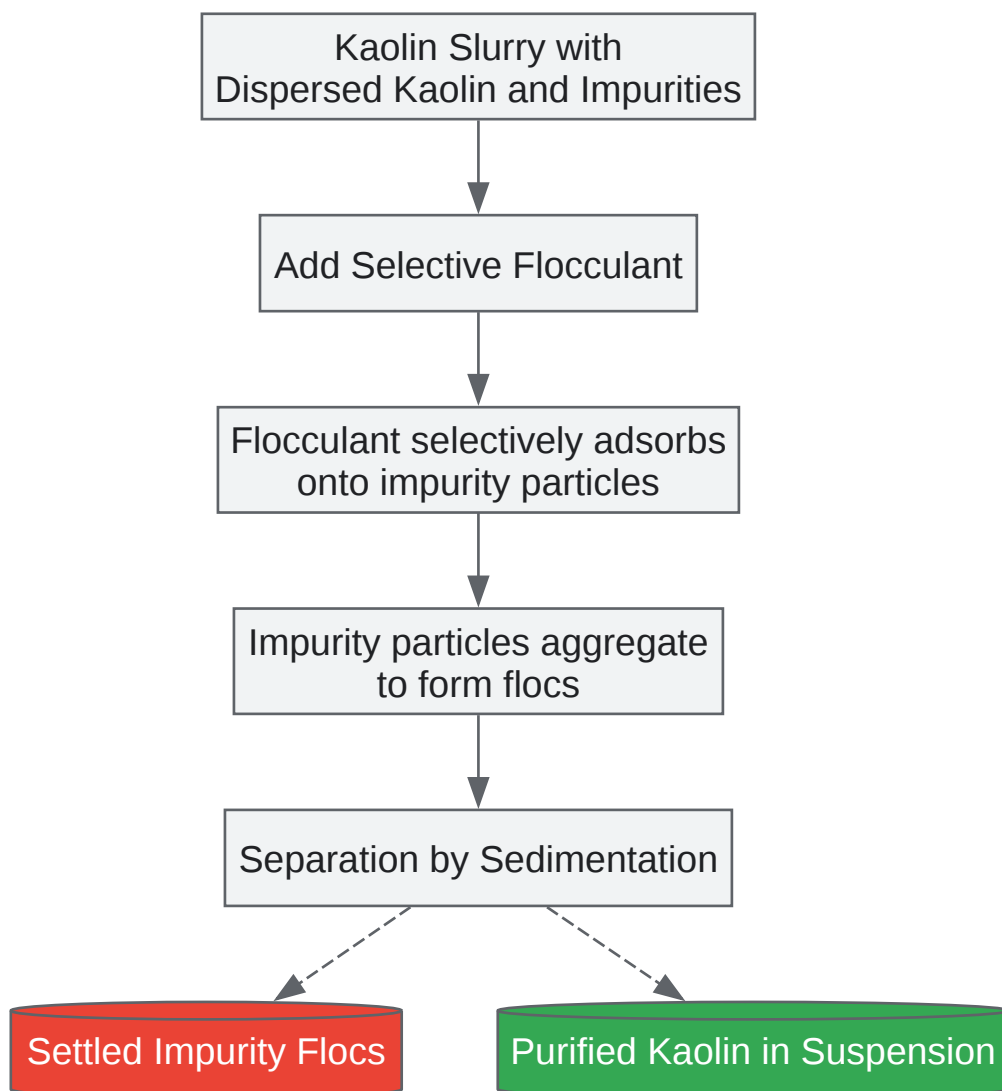 Kaolin Slurry with
Dispersed Kaolin and Impurities
Add Selective Flocculant
Flocculant selectively adsorbs
onto impurity particles
Impurity particles aggregate
to form flocs
Separation by Sedimentation
Settled Impurity Flocs
Purified Kaolin in Suspension